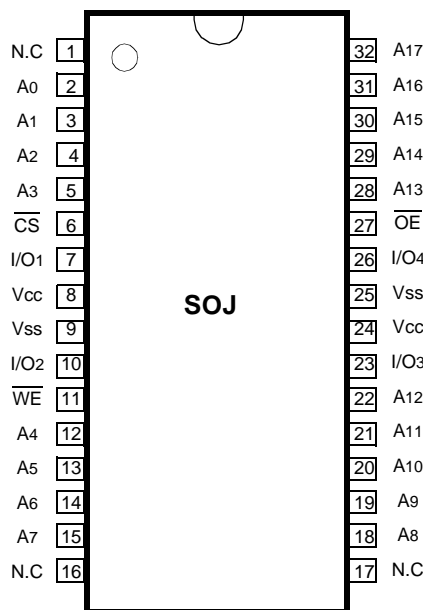 N.C 1 32 A17
A0 2 31 A16
A1 3 30 A15
A2 4 29 A14
A3 5 28 A13
C̅S̅ 6 27 O̅E̅
I/O1 7 26 I/O4
Vcc 8 25 Vss
SOJ
Vss 9 24 Vcc
I/O2 10 23 I/O3
W̅E̅ 11 22 A12
A4 12 21 A11
A5 13 20 A10
A6 14 19 A9
A7 15 18 A8
N.C 16 17 N.C